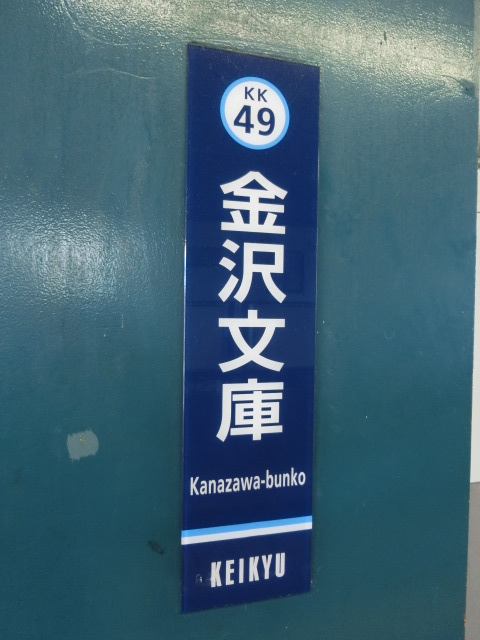 KK
49
金沢文庫
Kanazawa-bunko
KEIKYU